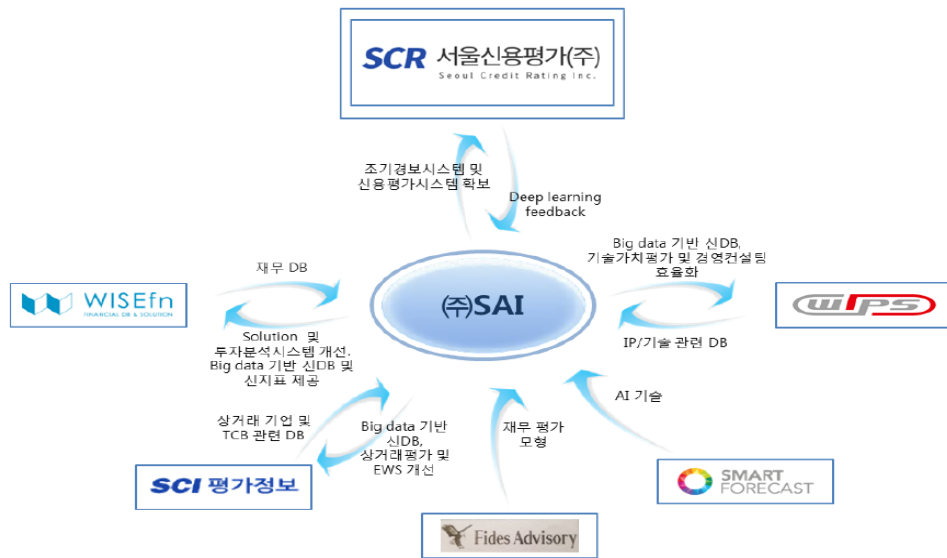 SCR 서울신용평가(주)
Seoul Credit Rating Inc.
조기경보시스템 및
신용평가시스템 확보
Deep learning
feedback
Big data 기반 신DB,
기술가치평가 및 경영컨설팅
효율화
재무 DB
WISEfn
FINANCIAL DB & SOLUTION
㈜SAI
wips
Solution 및
투자분석시스템 개선.
Big data 기반 신DB 및
신지표 제공
IP/기술 관련 DB
AI 기술
상거래 기업 및
TCB 관련 DB
Big data 기반
신DB,
상거래평가 및
EWS 개선
재무 평가
모형
SCI 평가정보
SMART
FORECAST
Fides Advisory